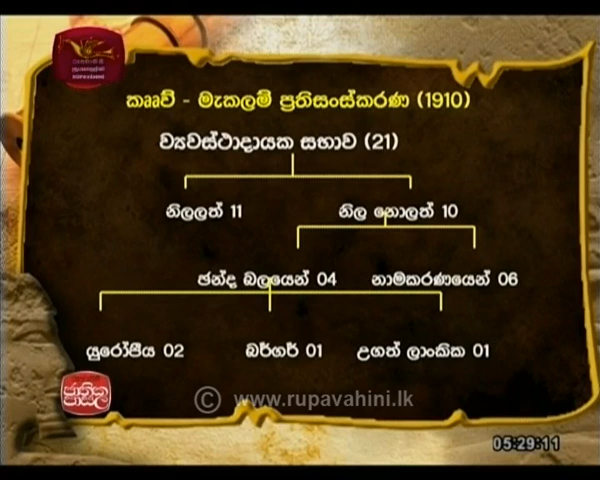 කෲව් - මැකලම් ප්‍රතිසංස්කරණ (1910)
ව්‍යවස්ථාදායක සභාව (21)
නිලලත් 11 නිල නොලත් 10
ඡන්ද බලයෙන් 04 නාමකරණයෙන් 06
යුරෝපීය 02 බර්ගර් 01 උගත් ලාංකික 01
ජාතික
පාසල
© www.rupavahini.lk
05:29:11